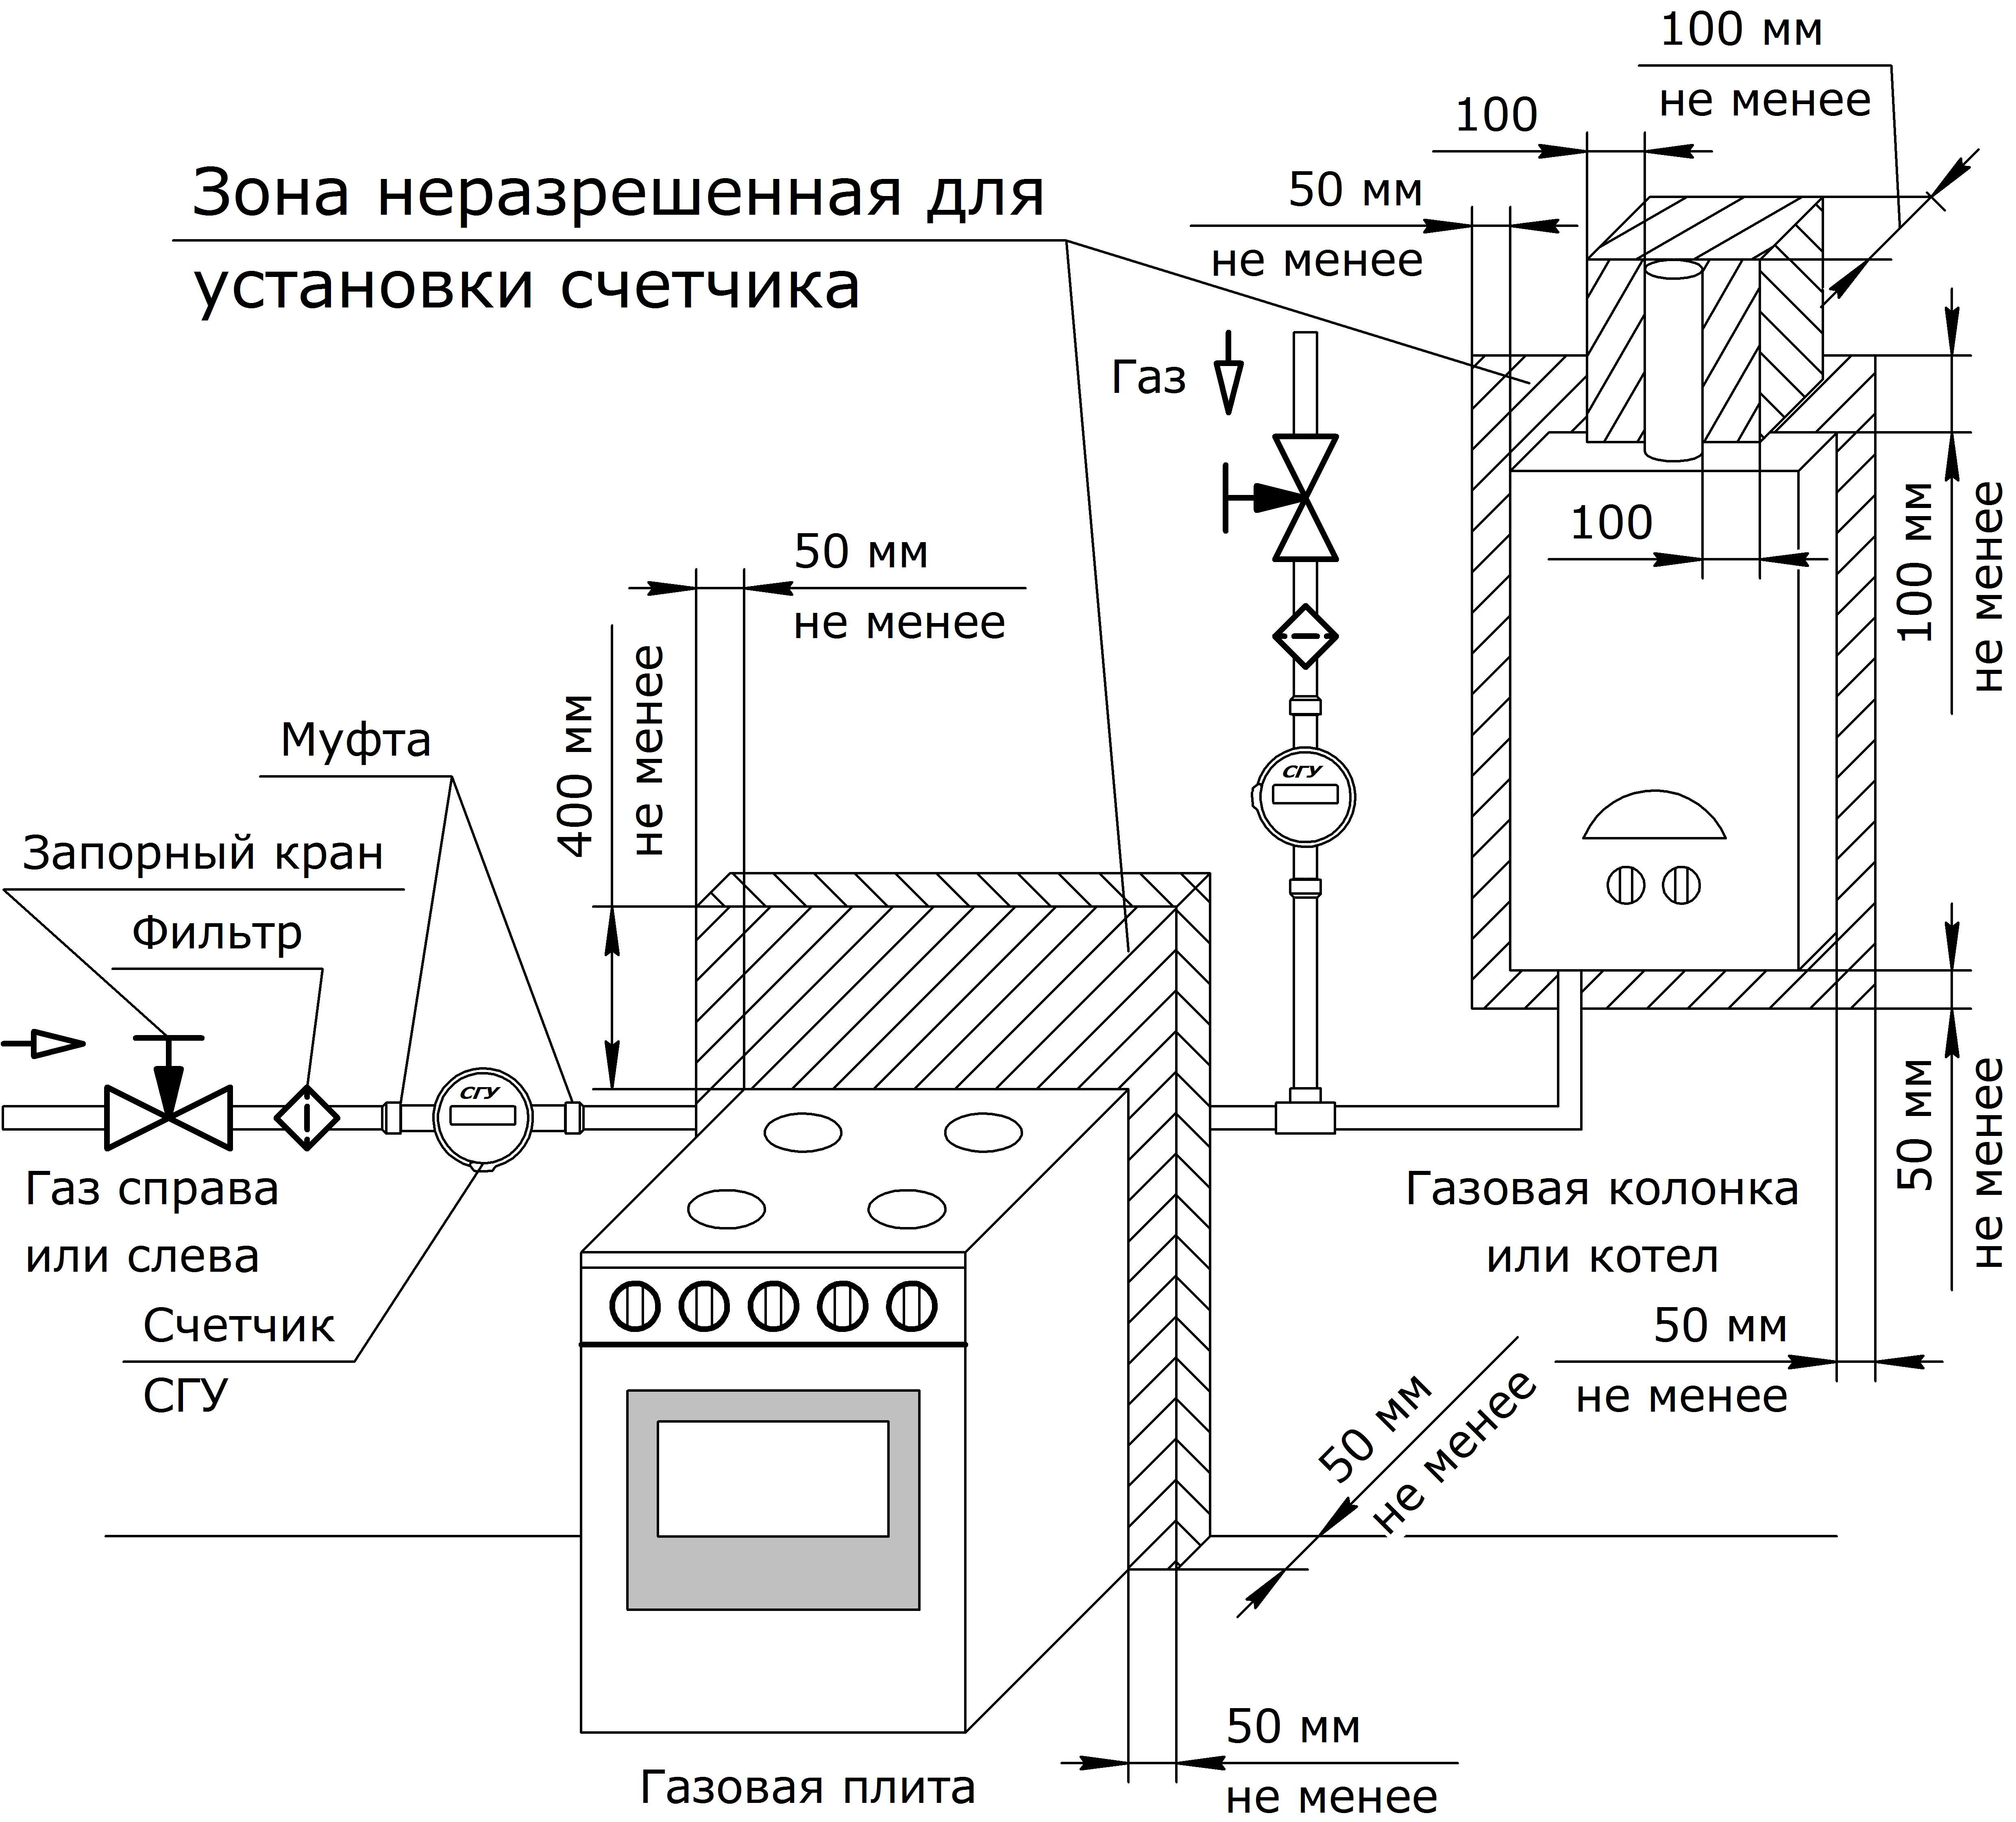 100 мм
не менее
100
50 мм
не менее
Зона неразрешенная для
установки счетчика
Газ
100
100 мм
не менее
50 мм
не менее
400 мм
не менее
Муфта
СГУ
Запорный кран
Фильтр
СГУ
Газ справа
или слева
Счетчик
СГУ
50 мм
не менее
Газовая колонка
или котел
50 мм
не менее
50 мм
не менее
50 мм
не менее
Газовая плита